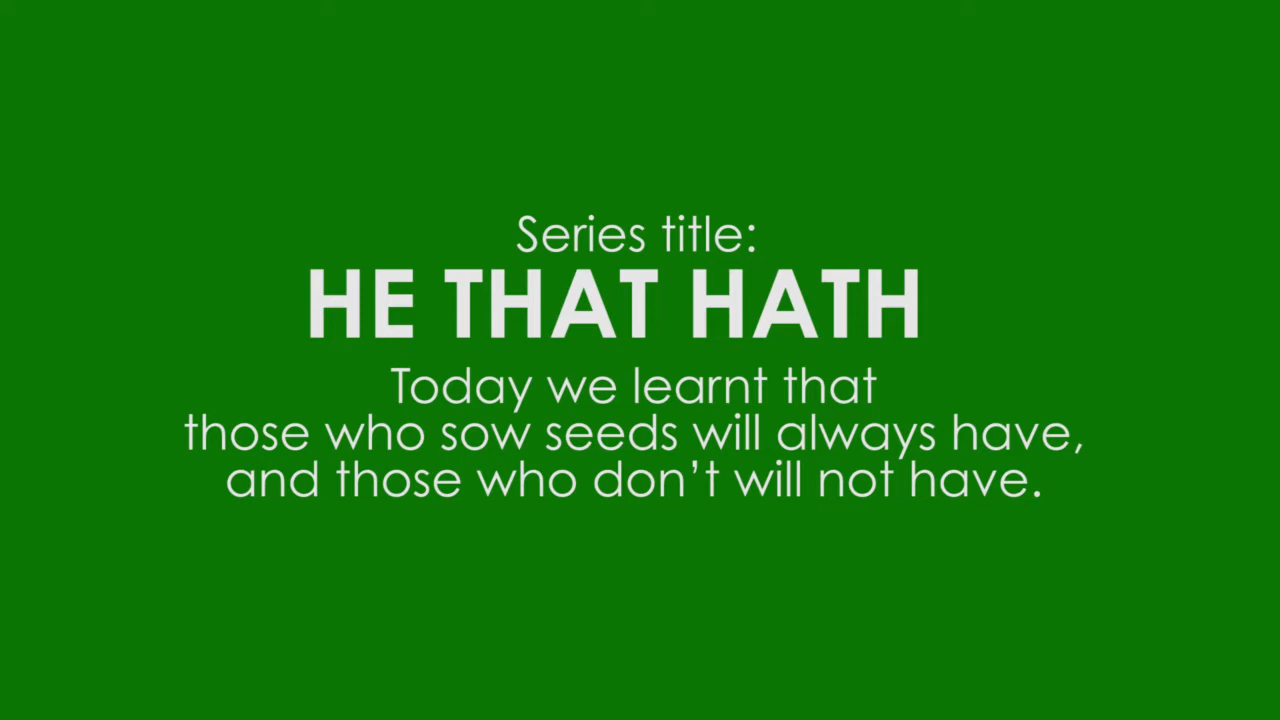 Series title:
HE THAT HATH
Today we learnt that
those who sow seeds will always have,
and those who don’t will not have.